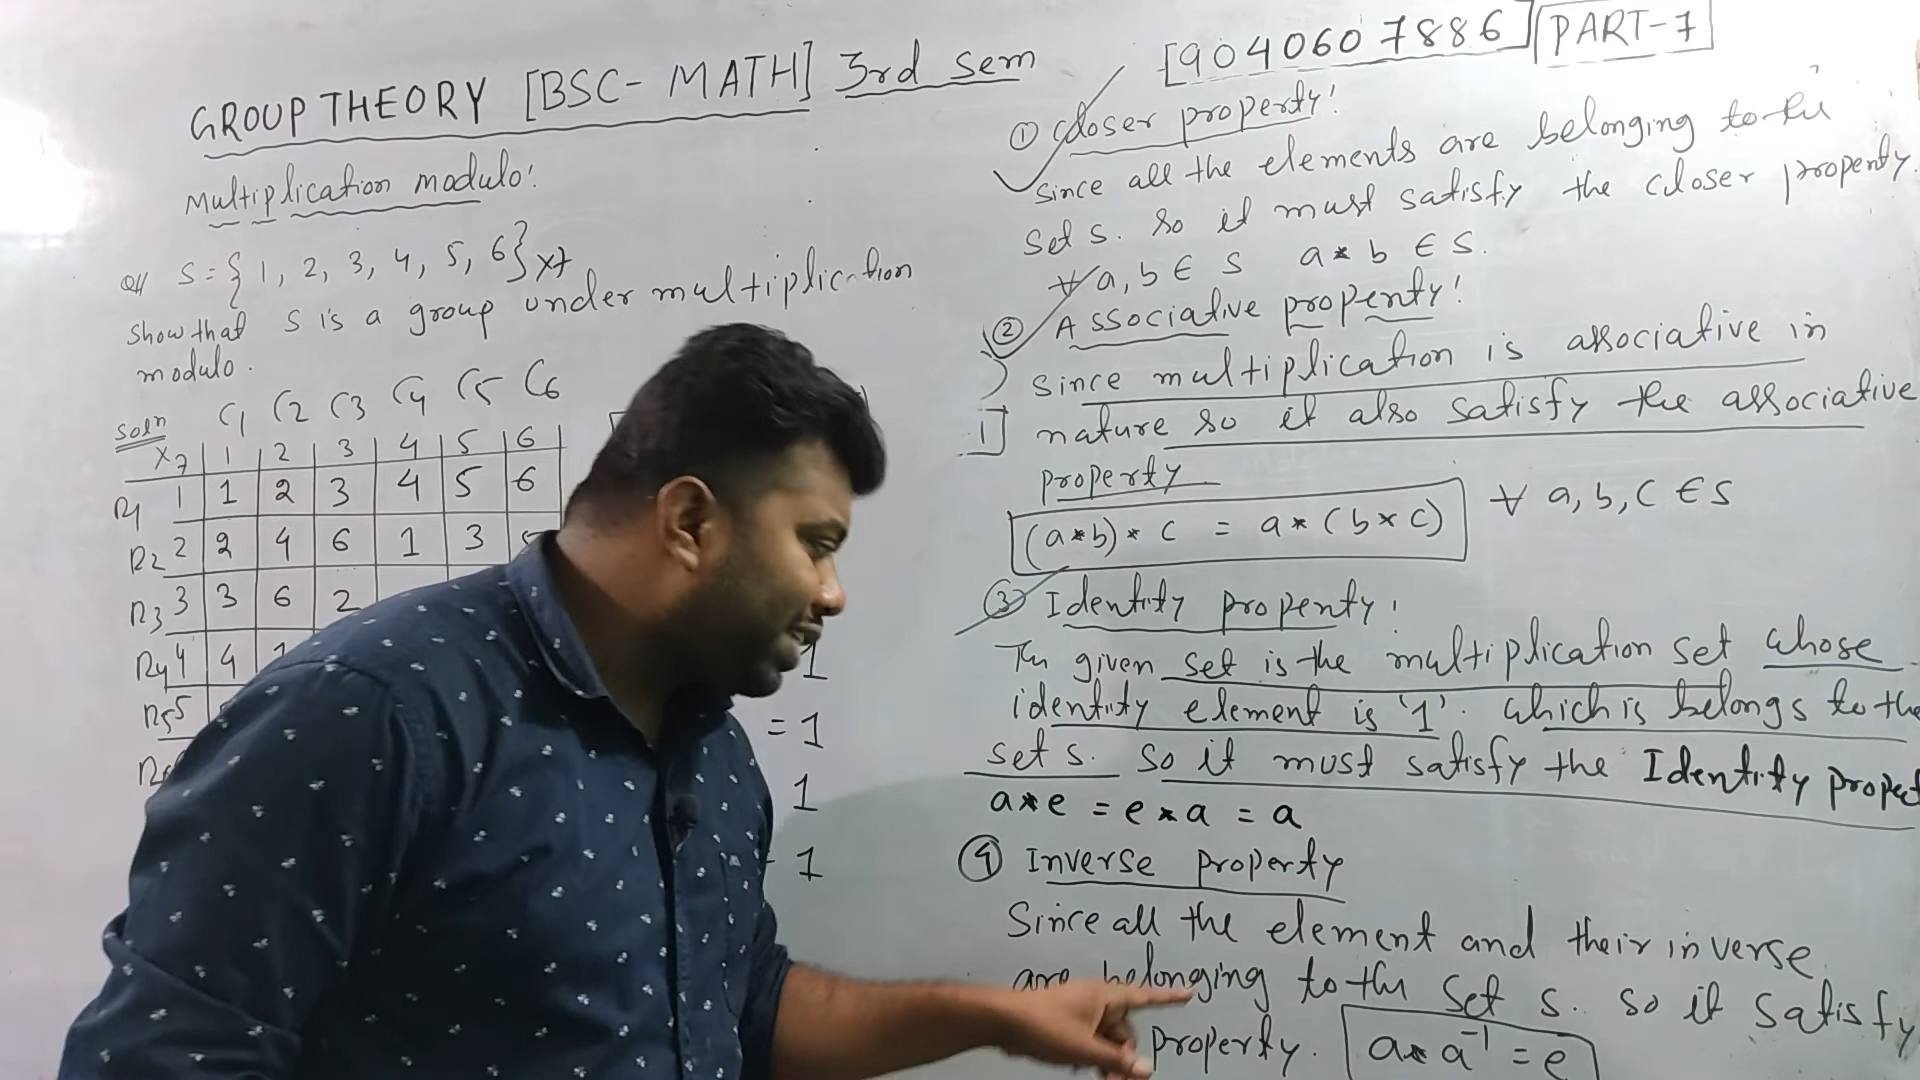 GROUP THEORY [BSC- MATH] 3rd sem
Multiplication modulo!
Q// S = { 1, 2, 3, 4, 5, 6} x7
Show that S is a group under multiplication
modulo.
Soln C1 C2 C3 C4 C5 C6
x7 1 2 3 4 5 6
R1 1 1 2 3 4 5 6
R2 2 2 4 6 1 3
R3 3 3 6 2
R4 4 4
R5 5
1
= 1
1
1
[9040607886] PART-7
① closer property!
Since all the elements are belonging to the
Set s. so it must satisfy the closer property.
∀ a, b ∈ S a * b ∈ S.
② Associative property!
Since multiplication is associative in
nature so it also satisfy the associative
property
(a*b) * c = a * (b * c) ∀ a, b, c ∈ S
③ Identity property!
The given set is the multiplication set whose
identity element is '1'. which is belongs to the
set s. so it must satisfy the Identity propert
a*e = e*a = a
④ Inverse property
Since all the element and their inverse
are belonging to the Set s. so it satisfy
property. a*a⁻¹ = e